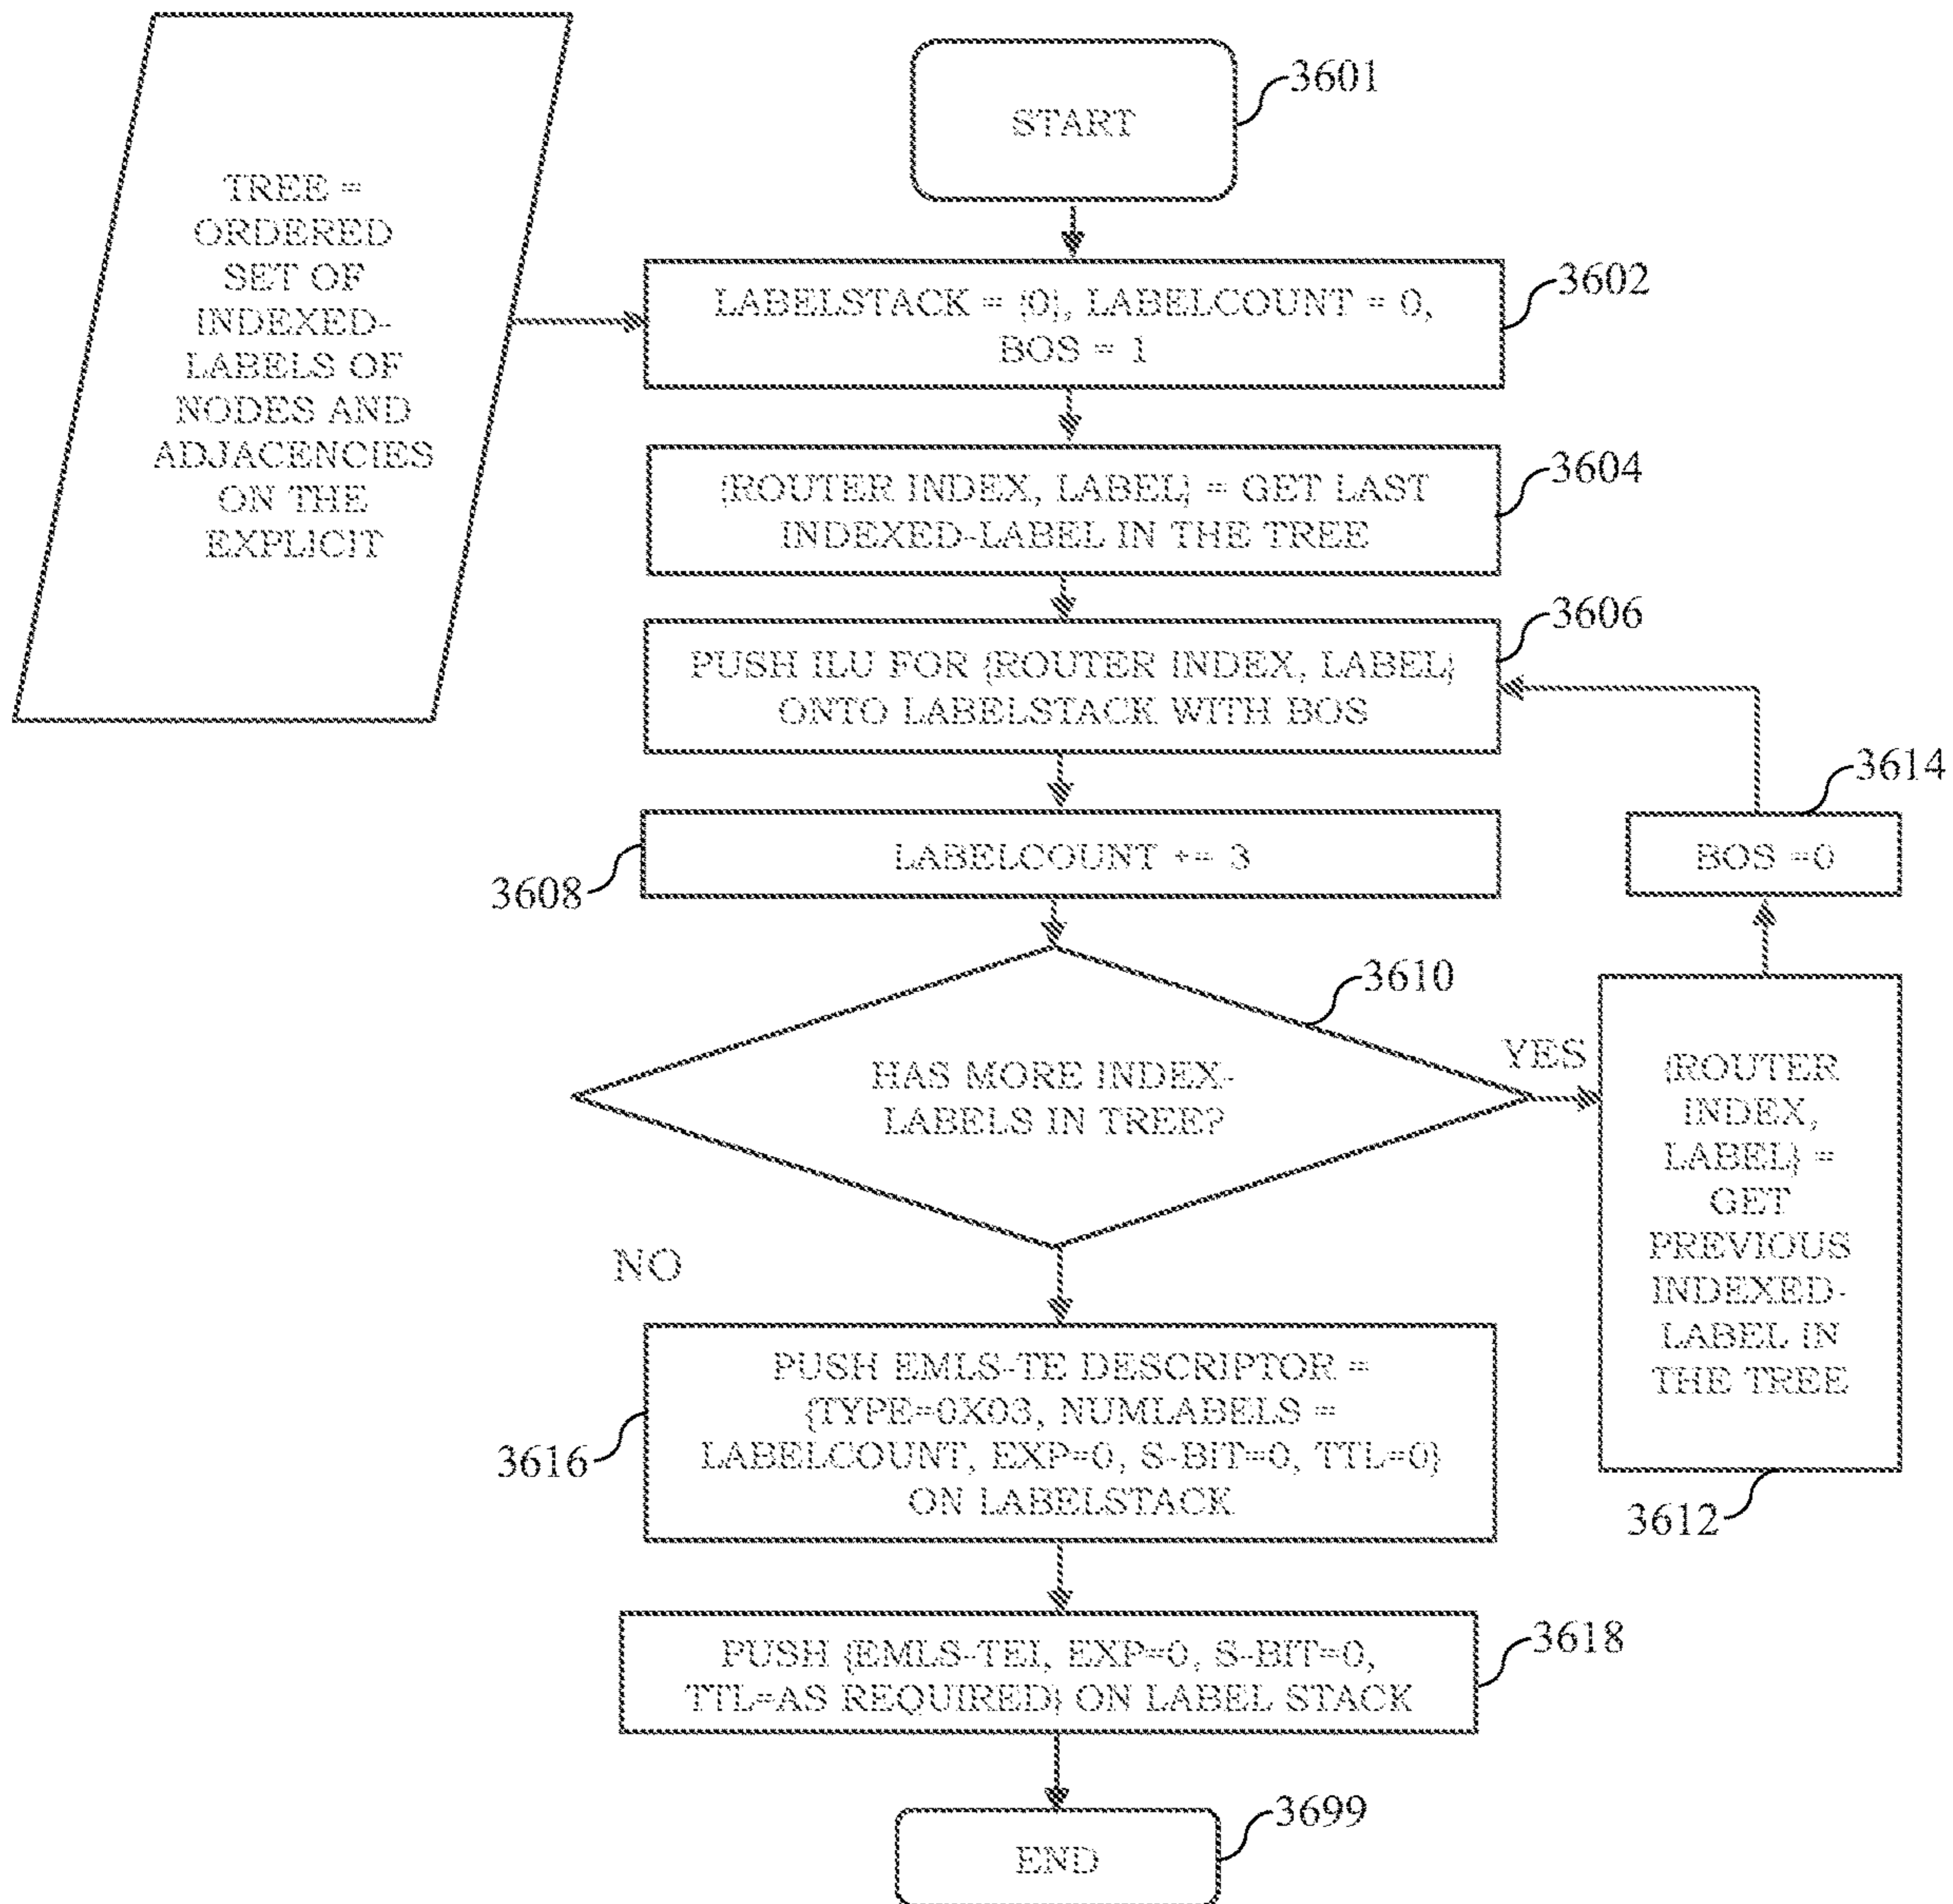 TREE =
ORDERED
SET OF
INDEXED-
LABELS OF
NODES AND
ADJACENCIES
ON THE
EXPLICIT
START
3601
LABELSTACK = {0}, LABELCOUNT = 0,
BOS = 1
3602
{ROUTER INDEX, LABEL} = GET LAST
INDEXED-LABEL IN THE TREE
3604
PUSH ILU FOR {ROUTER INDEX, LABEL}
ONTO LABELSTACK WITH BOS
3606
LABELCOUNT += 3
3608
BOS =0
3614
HAS MORE INDEX-
LABELS IN TREE?
3610
YES
{ROUTER
INDEX,
LABEL} =
GET
PREVIOUS
INDEXED-
LABEL IN
THE TREE
3612
NO
PUSH EMLS-TE DESCRIPTOR =
{TYPE=0X03, NUMLABELS =
LABELCOUNT, EXP=0, S-BIT=0, TTL=0}
ON LABELSTACK
3616
PUSH {EMLS-TEI, EXP=0, S-BIT=0,
TTL=AS REQUIRED} ON LABEL STACK
3618
END
3699